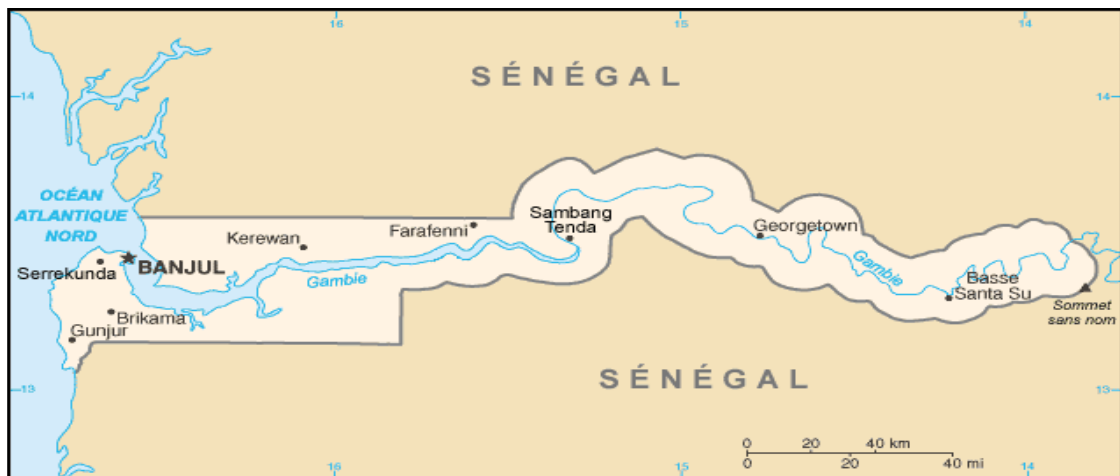 16
15
14
SÉNÉGAL
14
14
OCÉAN
ATLANTIQUE
NORD
Sambang
Tenda
Farafenni
Georgetown
Kerewan
BANJUL
Serrekunda
Gambie
Gambie
Basse
Santa Su
Sommet
sans nom
Brikama
Gunjur
SÉNÉGAL
13
13
0 20 40 km
0 20 40 mi
16
15
14